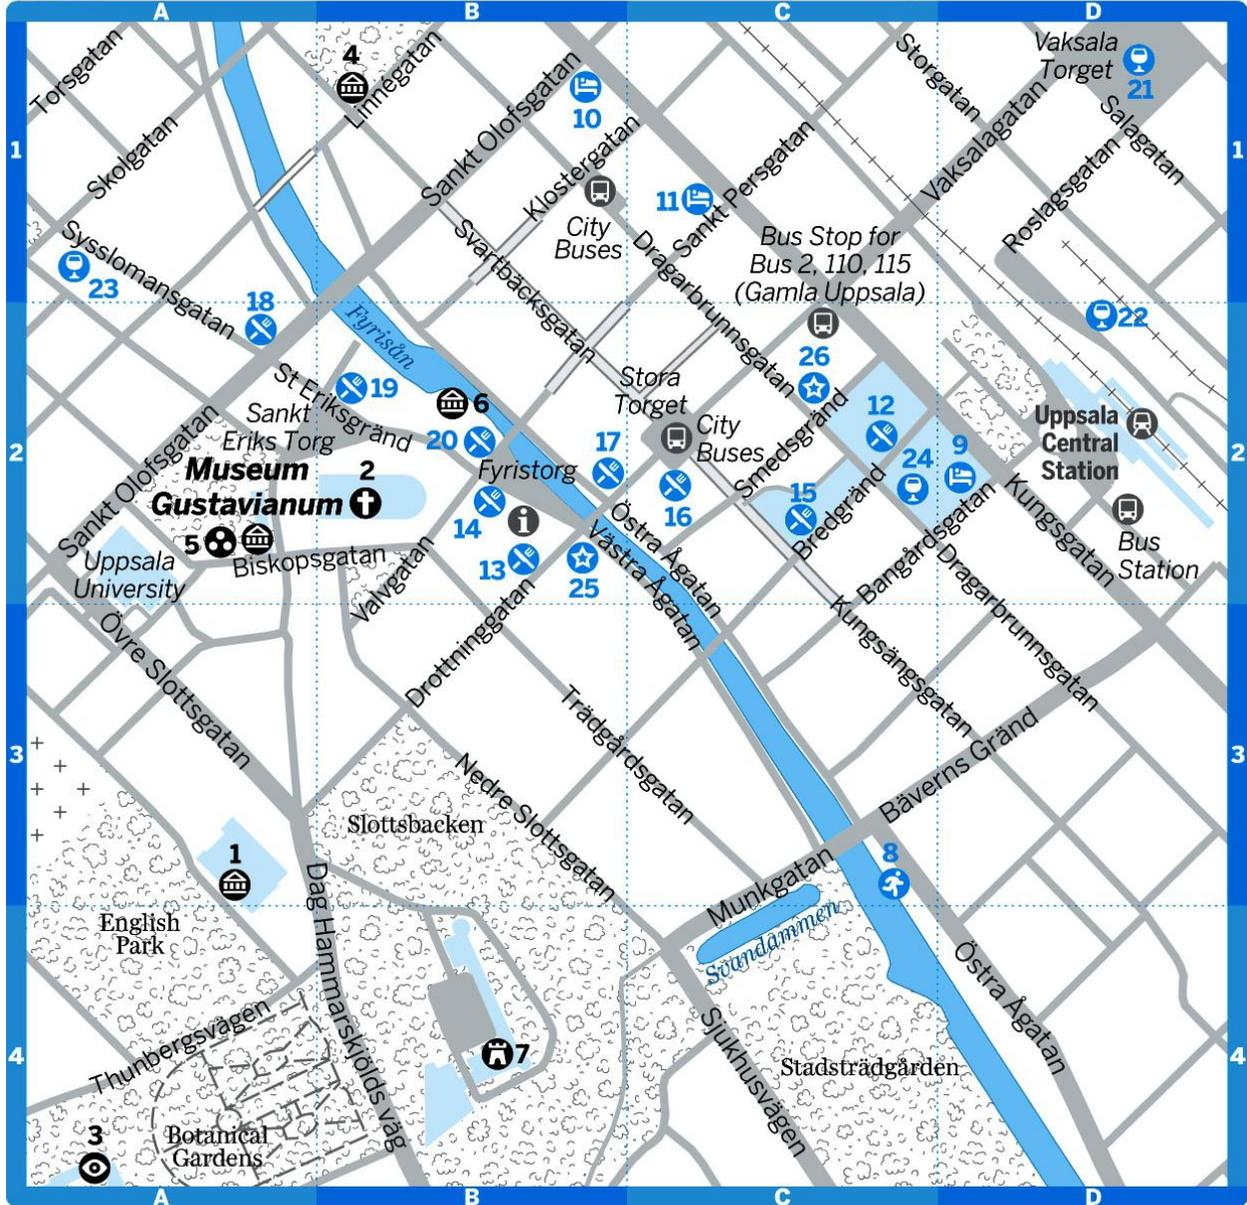 A
B
C
D
1
Torsgatan
4
Linnégatan
Sankt Olofsgatan
10
Storgatan
Vaksala
Torget
21
Salagatan
1
Skolgatan
Klostergatan
City
Buses
11
Sankt Persgatan
Vaksalagatan
Roslagsgatan
Sysslomansgatan
23
Svartbäcksgatan
Dragarbrunnsgatan
Bus Stop for
Bus 2, 110, 115
(Gamla Uppsala)
18
Fyrisån
22
26
St Eriksgränd
19
Stora
Torget
2
Sankt
Eriks Torg
6
20
17
City
Buses
Smedsgränd
12
24
9
Uppsala
Central
Station
2
Sankt Olofsgatan
Museum
Gustavianum
2
Fyristorg
14
16
15
Bredgränd
Kungsgatan
Bus
Station
5
Uppsala
University
Biskopsgatan
Valvgatan
13
25
Östra Ågatan
Västra Ågatan
Bangårdsgatan
Dragarbrunnsgatan
Övre Slottsgatan
Drottninggatan
Kungsängsgatan
3
Trädgårdsgatan
Nedre Slottsgatan
Bäverns Gränd
3
Slottsbacken
1
Dag Hammarskjölds väg
Munkgatan
8
English
Park
Svandammen
Östra Ågatan
4
Thunbergsvägen
7
Sjukhusvägen
Stadsträdgården
4
3
Botanical
Gardens
A
B
C
D